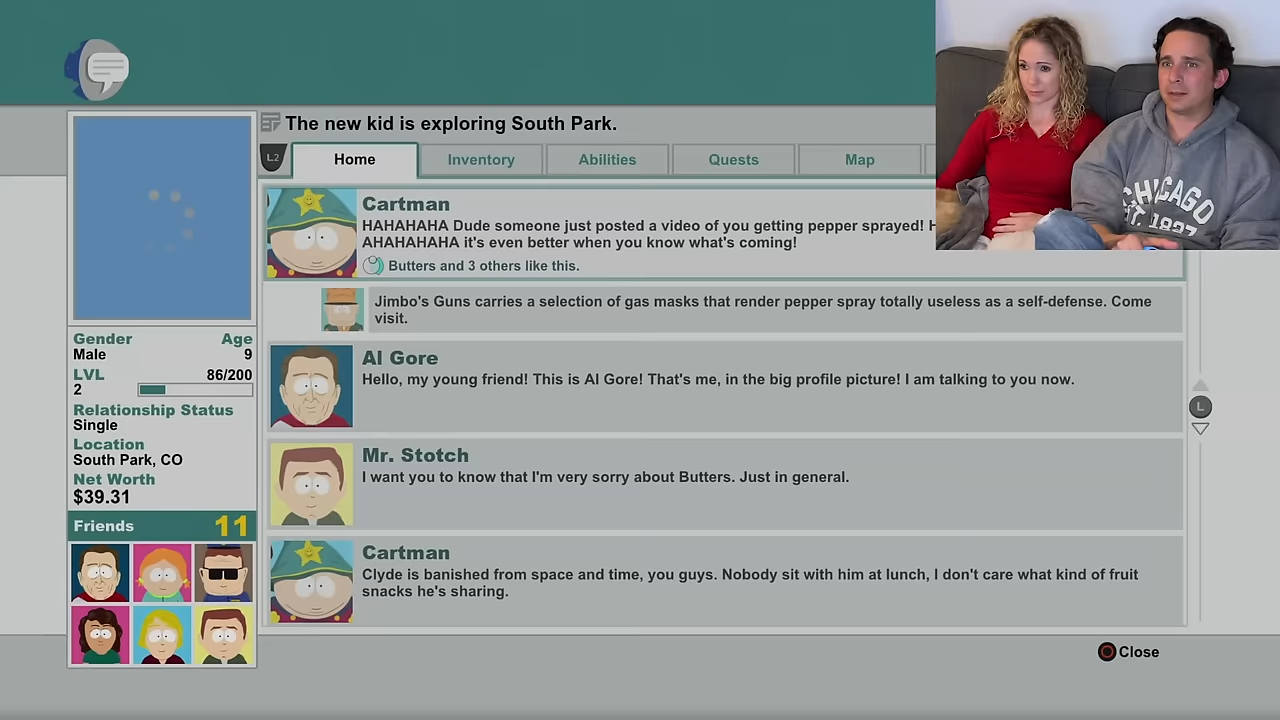 The new kid is exploring South Park.
L2
Home
Inventory
Abilities
Quests
Map
Cartman
HAHAHAHA Dude someone just posted a video of you getting pepper sprayed! H
AHAHAHAHA it's even better when you know what's coming!
Butters and 3 others like this.
Jimbo's Guns carries a selection of gas masks that render pepper spray totally useless as a self-defense. Come
visit.
Al Gore
Hello, my young friend! This is Al Gore! That's me, in the big profile picture! I am talking to you now.
Mr. Stotch
I want you to know that I'm very sorry about Butters. Just in general.
Cartman
Clyde is banished from space and time, you guys. Nobody sit with him at lunch, I don't care what kind of fruit
snacks he's sharing.
Gender Age
Male 9
LVL 86/200
2
Relationship Status
Single
Location
South Park, CO
Net Worth
$39.31
Friends 11
L
Close
CHICAGO
EST. 1837